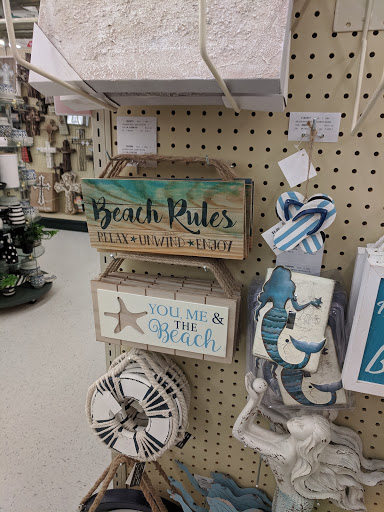 Beach Rules
RELAX★UNWIND★ENJOY
YOU, ME &
THE
Beach